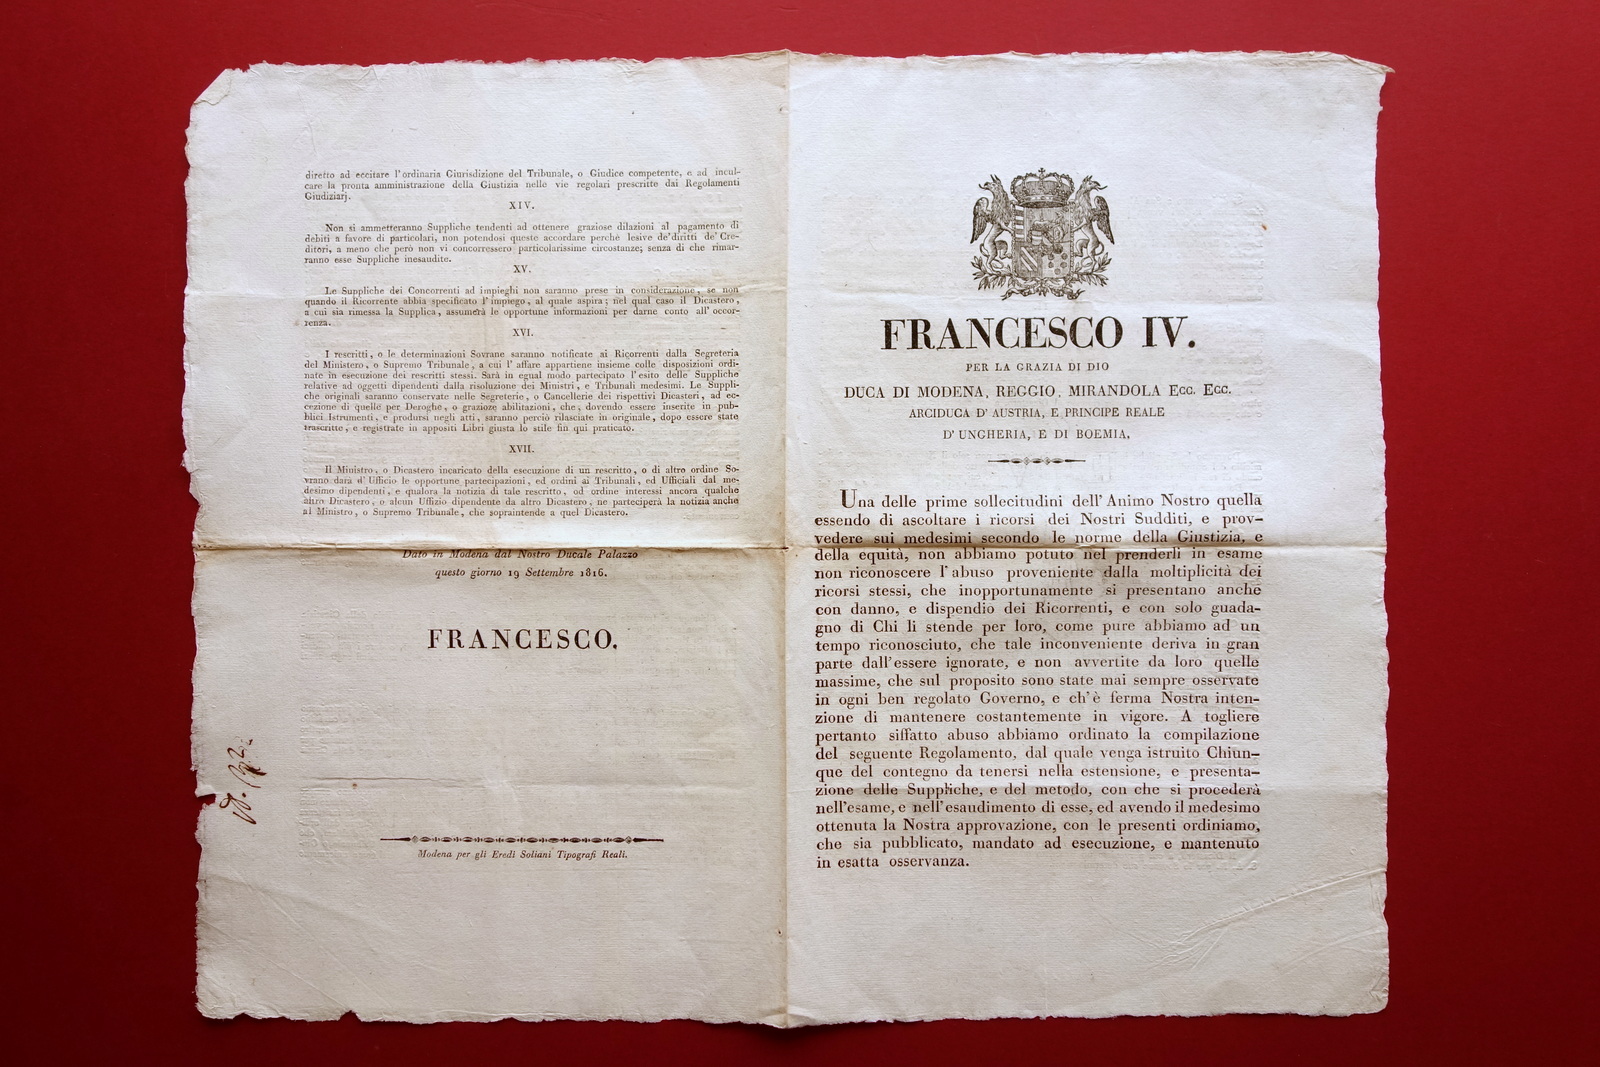 diretto ad eccitare l'ordinaria Giurisdizione del Tribunale, o Giudice competente, e ad incul-
care la pronta amministrazione della Giustizia nelle vie regolari prescritte dai Regolamenti
Giudiziarj.
XIV.
Non si ammetteranno Suppliche tendenti ad ottenere graziose dilazioni al pagamento di
debiti a favore di particolari, non potendosi queste accordare perchè lesive de' diritti de' Cre-
ditori, a meno che però non vi concorressero particolarissime circostanze; senza di che rimar-
ranno esse Suppliche inesaudite.
XV.
Le Suppliche dei Concorrenti ad impieghi non saranno prese in considerazione, se non
quando il Ricorrente abbia specificato l'impiego, al quale aspira; nel qual caso il Dicastero,
a cui sia rimessa la Supplica, assumerà le opportune informazioni per darne conto all'occor-
renza.
XVI.
I rescritti, o le determinazioni Sovrane saranno notificate ai Ricorrenti dalla Segreteria
del Ministero, o Supremo Tribunale, a cui l'affare appartiene insieme colle disposizioni ordi-
nate in esecuzione dei rescritti stessi. Sarà in egual modo partecipato l'esito delle Suppliche
relative ad oggetti dipendenti dalla risoluzione dei Ministri, e Tribunali medesimi. Le Suppli-
che originali saranno conservate nelle Segreterie, o Cancellerie dei rispettivi Dicasteri, ad ec-
cezione di quelle per Deroghe, o grazioze abilitazioni, che, dovendo essere inserite in pub-
blici Istrumenti, e prodursi negli atti, saranno perciò rilasciate in originale, dopo essere state
trascritte, e registrate in appositi Libri giusta lo stile fin qui praticato.
XVII.
Il Ministro, o Dicastero incaricato della esecuzione di un rescritto, o di altro ordine So-
vrano darà d'Ufficio le opportune partecipazioni, ed ordini ai Tribunali, ed Ufficiali dal me-
desimo dipendenti, e qualora la notizia di tale rescritto, od ordine interessi ancora qualche
altro Dicastero, o alcun Uffizio dipendente da altro Dicastero, ne parteciperà la notizia anche
al Ministro, o Supremo Tribunale, che sopraintende a quel Dicastero.
Dato in Modena dal Nostro Ducale Palazzo
questo giorno 19 Settembre 1816.
FRANCESCO.
Modena per gli Eredi Soliani Tipografi Reali.
FRANCESCO IV.
PER LA GRAZIA DI DIO
DUCA DI MODENA, REGGIO, MIRANDOLA Ecc. Ecc.
ARCIDUCA D'AUSTRIA, E PRINCIPE REALE
D'UNGHERIA, E DI BOEMIA,
Una delle prime sollecitudini dell'Animo Nostro quella
essendo di ascoltare i ricorsi dei Nostri Sudditi, e prov-
vedere sui medesimi secondo le norme della Giustizia, e
della equità, non abbiamo potuto nel prenderli in esame
non riconoscere l'abuso proveniente dalla moltiplicità dei
ricorsi stessi, che inopportunamente si presentano anche
con danno, e dispendio dei Ricorrenti, e con solo guada-
gno di Chi li stende per loro, come pure abbiamo ad un
tempo riconosciuto, che tale inconveniente deriva in gran
parte dall'essere ignorate, e non avvertite da loro quelle
massime, che sul proposito sono state mai sempre osservate
in ogni ben regolato Governo, e ch'è ferma Nostra inten-
zione di mantenere costantemente in vigore. A togliere
pertanto siffatto abuso abbiamo ordinato la compilazione
del seguente Regolamento, dal quale venga istruito Chiun-
que del contegno da tenersi nella estensione, e presenta-
zione delle Suppliche, e del metodo, con che si procederà
nell'esame, e nell'esaudimento di esse, ed avendo il medesimo
ottenuta la Nostra approvazione, con le presenti ordiniamo,
che sia pubblicato, mandato ad esecuzione, e mantenuto
in esatta osservanza.